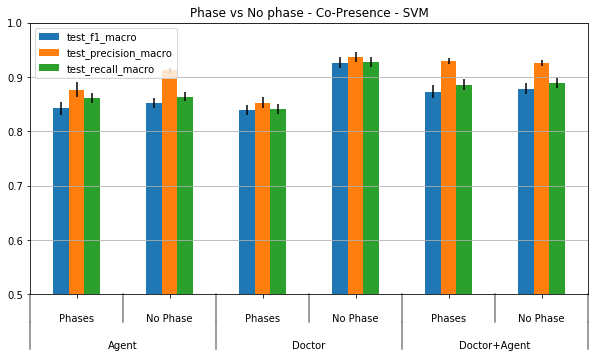 Phase vs No phase - Co-Presence - SVM
1.0
test_f1_macro
test_precision_macro
test_recall_macro
0.9
0.8
0.7
0.6
0.5
Phases No Phase Phases No Phase Phases No Phase
Agent Doctor Doctor+Agent